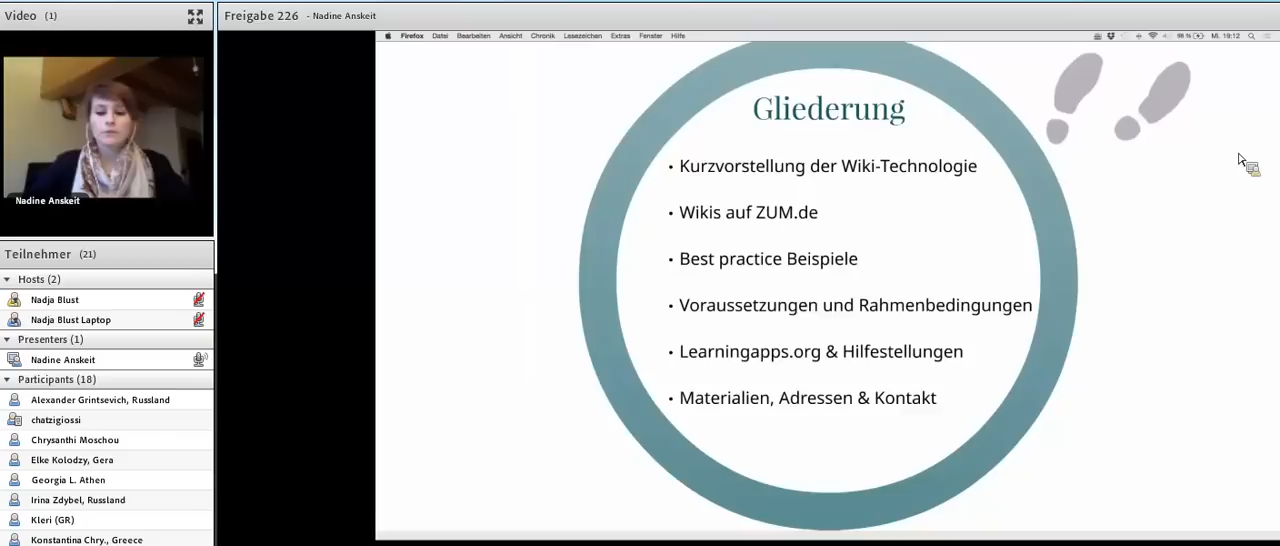 Video (1)
Nadine Anskeit
Teilnehmer (21)
Hosts (2)
Nadja Blust
Nadja Blust Laptop
Presenters (1)
Nadine Anskeit
Participants (18)
Alexander Grintsevich, Russland
chatzigiossi
Chrysanthi Moschou
Elke Kolodzy, Gera
Georgia L. Athen
Irina Zdybel, Russland
Kleri (GR)
Konstantina Chry., Greece
Freigabe 226 - Nadine Anskeit
Firefox Datei Bearbeiten Ansicht Chronik Lesezeichen Extras Fenster Hilfe 98 % Mi. 19:12
Gliederung
• Kurzvorstellung der Wiki-Technologie
• Wikis auf ZUM.de
• Best practice Beispiele
• Voraussetzungen und Rahmenbedingungen
• Learningapps.org & Hilfestellungen
• Materialien, Adressen & Kontakt